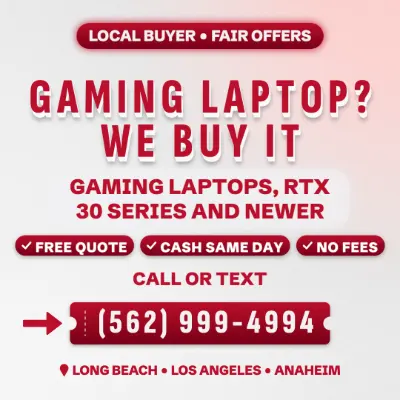 LOCAL BUYER • FAIR OFFERS
GAMING LAPTOP?
WE BUY IT
GAMING LAPTOPS, RTX
30 SERIES AND NEWER
✓ FREE QUOTE ✓ CASH SAME DAY ✓ NO FEES
CALL OR TEXT
(562) 999-4994
LONG BEACH • LOS ANGELES • ANAHEIM